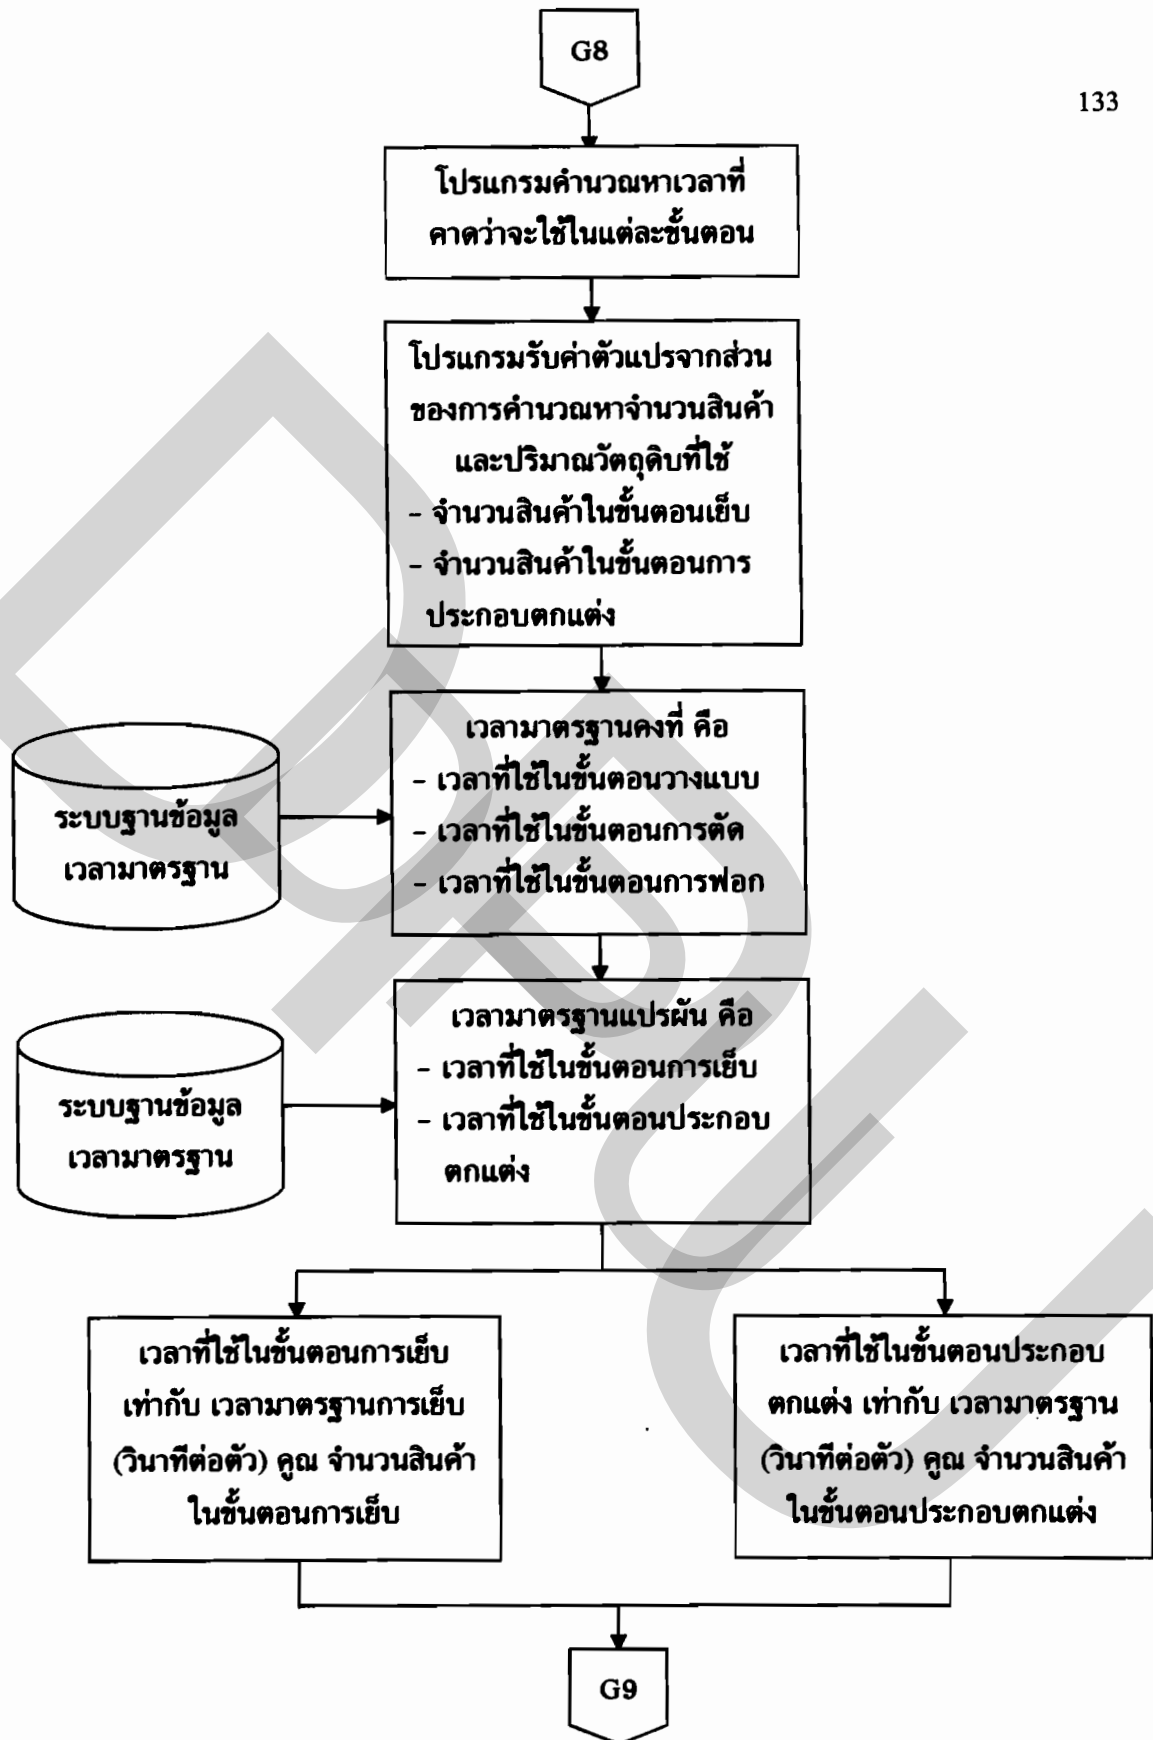 G8
133
โปรแกรมคำนวณหาเวลาที่
คาดว่าจะใช้ในแต่ละขั้นตอน
โปรแกรมรับค่าตัวแปรจากส่วน
ของการคำนวณหาจำนวนสินค้า
และปริมาณวัตถุดิบที่ใช้
- จำนวนสินค้าในขั้นตอนเย็บ
- จำนวนสินค้าในขั้นตอนการ
ประกอบตกแต่ง
ระบบฐานข้อมูล
เวลามาตรฐาน
เวลามาตรฐานคงที่ คือ
- เวลาที่ใช้ในขั้นตอนวางแบบ
- เวลาที่ใช้ในขั้นตอนการตัด
- เวลาที่ใช้ในขั้นตอนการฟอก
ระบบฐานข้อมูล
เวลามาตรฐาน
เวลามาตรฐานแปรผัน คือ
- เวลาที่ใช้ในขั้นตอนการเย็บ
- เวลาที่ใช้ในขั้นตอนประกอบ
ตกแต่ง
เวลาที่ใช้ในขั้นตอนการเย็บ
เท่ากับ เวลามาตรฐานการเย็บ
(วินาทีต่อตัว) คูณ จำนวนสินค้า
ในขั้นตอนการเย็บ
เวลาที่ใช้ในขั้นตอนประกอบ
ตกแต่ง เท่ากับ เวลามาตรฐาน
(วินาทีต่อตัว) คูณ จำนวนสินค้า
ในขั้นตอนประกอบตกแต่ง
G9
DPU